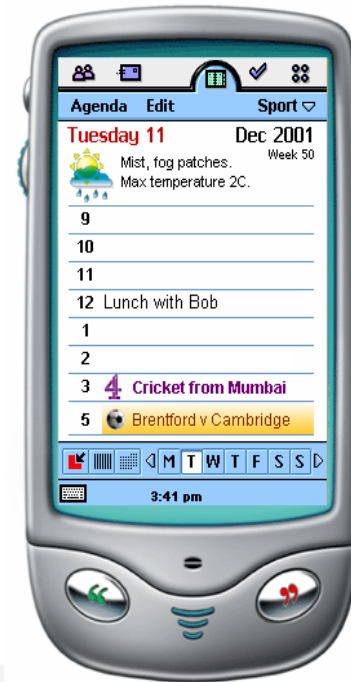 Agenda Edit Sport
Tuesday 11 Dec 2001
Week 50
Mist, fog patches.
Max temperature 2C.
9
10
11
12 Lunch with Bob
1
2
3 4 Cricket from Mumbai
5 Brentford v Cambridge
M T W T F S S
3:41 pm